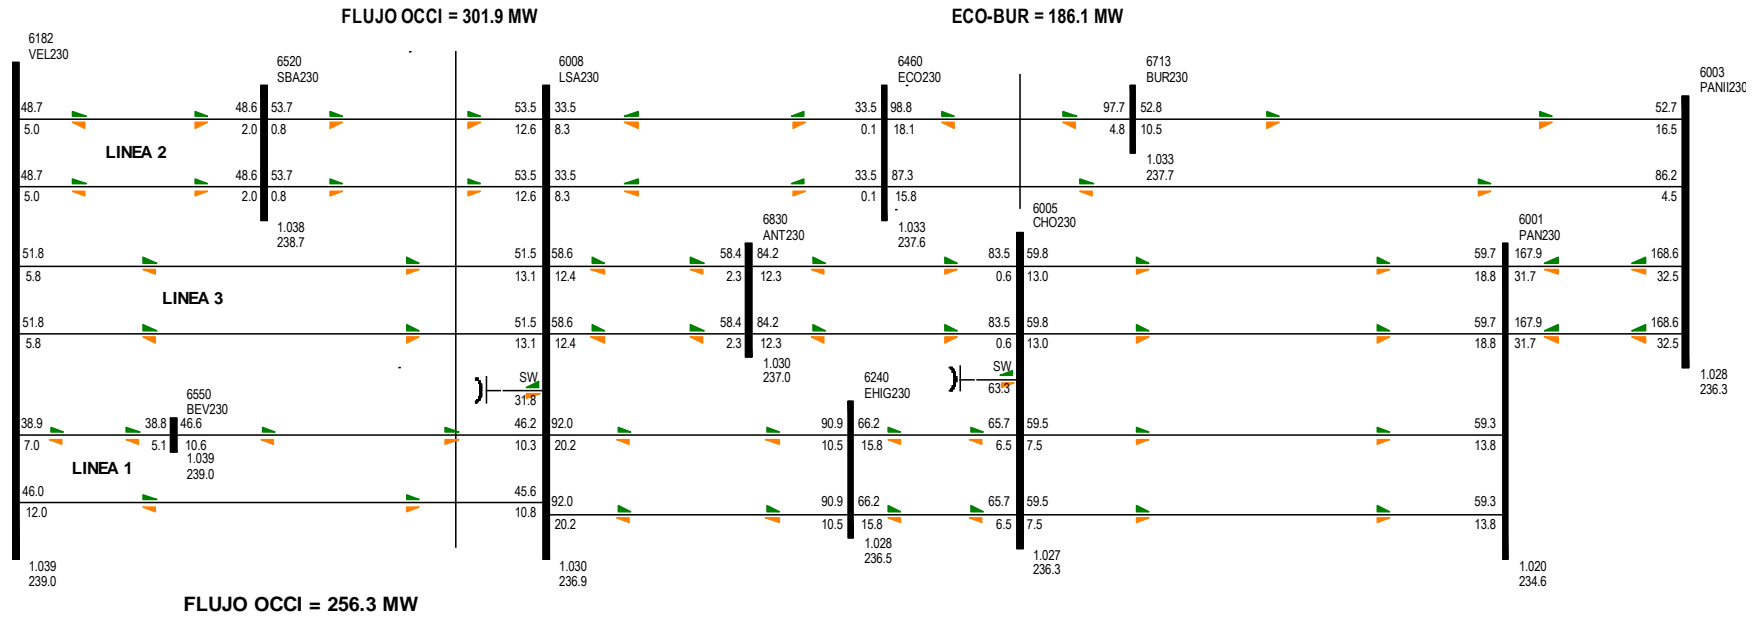 FLUJO OCCI = 301.9 MW
ECO-BUR = 186.1 MW
6182
VEL230
6520
SBA230
6008
LSA230
6460
ECO230
6713
BUR230
6003
PANII230
48.7 48.6 53.7 53.5 33.5 33.5 98.8 97.7 52.8 52.7
5.0 2.0 0.8 12.6 8.3 0.1 18.1 4.8 10.5 16.5
LINEA 2
1.033
237.7
48.7 48.6 53.7 53.5 33.5 33.5 87.3 86.2
5.0 2.0 0.8 12.6 8.3 0.1 15.8 4.5
1.038
238.7
6830
ANT230
1.033
237.6
6005
CHO230
6001
PAN230
51.8 51.5 58.6 58.4 84.2 83.5 59.8 59.7 167.9 168.6
5.8 13.1 12.4 2.3 12.3 0.6 13.0 18.8 31.7 32.5
LINEA 3
51.8 51.5 58.6 58.4 84.2 83.5 59.8 59.7 167.9 168.6
5.8 13.1 12.4 2.3 12.3 0.6 13.0 18.8 31.7 32.5
1.030
237.0
SW
31.8
SW
63.3
1.028
236.3
6550
BEV230
6240
EHIG230
38.9 38.8 46.6 46.2 92.0 90.9 66.2 65.7 59.5 59.3
7.0 5.1 10.6 10.3 20.2 10.5 15.8 6.5 7.5 13.8
1.039
239.0
LINEA 1
46.0 45.6 92.0 90.9 66.2 65.7 59.5 59.3
12.0 10.8 20.2 10.5 15.8 6.5 7.5 13.8
1.028
236.5
1.027
236.3
1.039
239.0
1.030
236.9
1.020
234.6
FLUJO OCCI = 256.3 MW